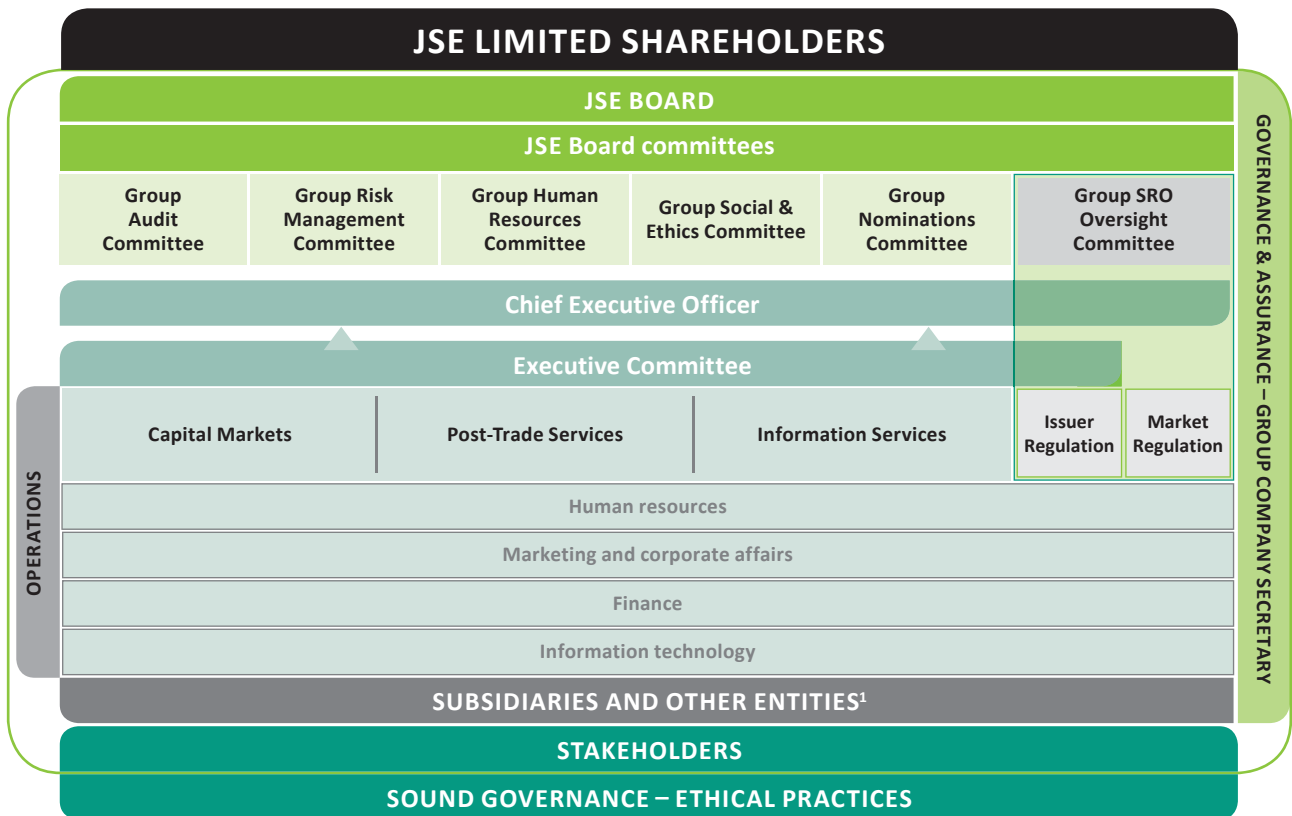 JSE LIMITED SHAREHOLDERS
JSE BOARD
JSE Board committees
Group
Audit
Committee
Group Risk
Management
Committee
Group Human
Resources
Committee
Group Social &
Ethics Committee
Group
Nominations
Committee
Group SRO
Oversight
Committee
Chief Executive Officer
Executive Committee
Capital Markets
Post-Trade Services
Information Services
Issuer
Regulation
Market
Regulation
Human resources
Marketing and corporate affairs
Finance
Information technology
OPERATIONS
GOVERNANCE & ASSURANCE – GROUP COMPANY SECRETARY
SUBSIDIARIES AND OTHER ENTITIES¹
STAKEHOLDERS
SOUND GOVERNANCE – ETHICAL PRACTICES